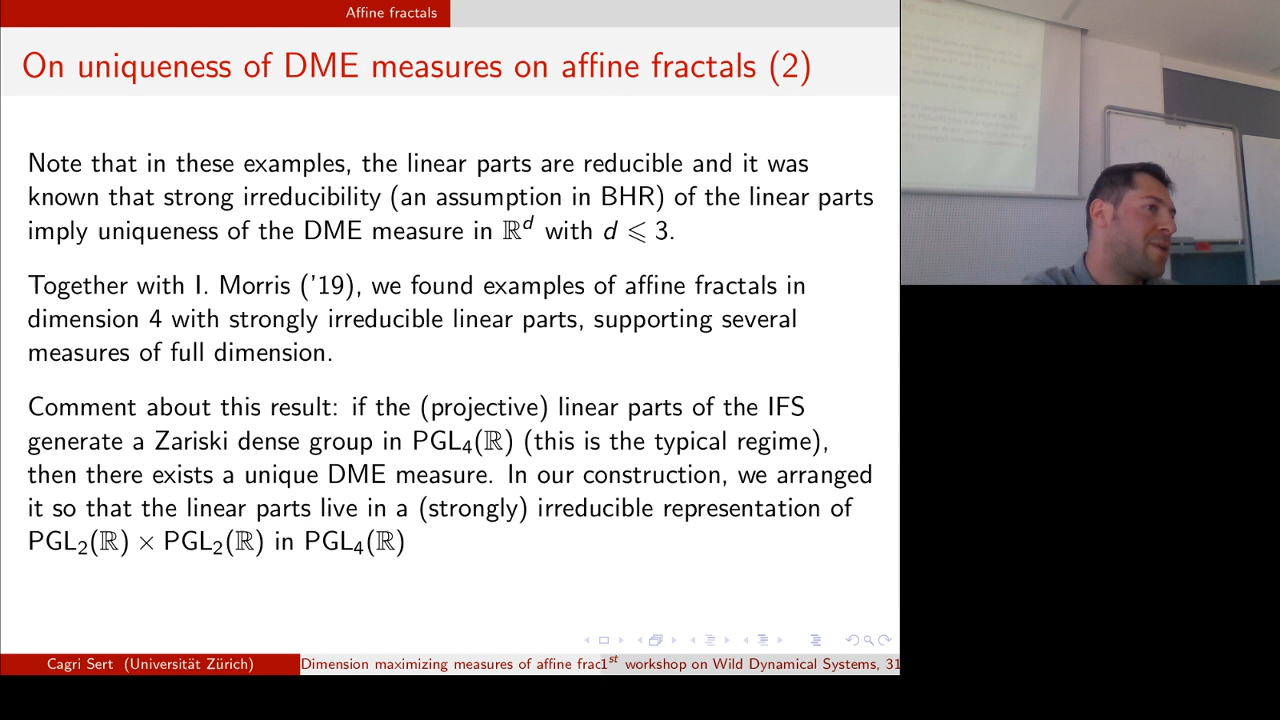 Affine fractals
On uniqueness of DME measures on affine fractals (2)
Note that in these examples, the linear parts are reducible and it was
known that strong irreducibility (an assumption in BHR) of the linear parts
imply uniqueness of the DME measure in ℝᵈ with d ⩽ 3.
Together with I. Morris ('19), we found examples of affine fractals in
dimension 4 with strongly irreducible linear parts, supporting several
measures of full dimension.
Comment about this result: if the (projective) linear parts of the IFS
generate a Zariski dense group in PGL₄(ℝ) (this is the typical regime),
then there exists a unique DME measure. In our construction, we arranged
it so that the linear parts live in a (strongly) irreducible representation of
PGL₂(ℝ) × PGL₂(ℝ) in PGL₄(ℝ)
Cagri Sert (Universität Zürich)
Dimension maximizing measures of affine frac
1ˢᵗ workshop on Wild Dynamical Systems, 31